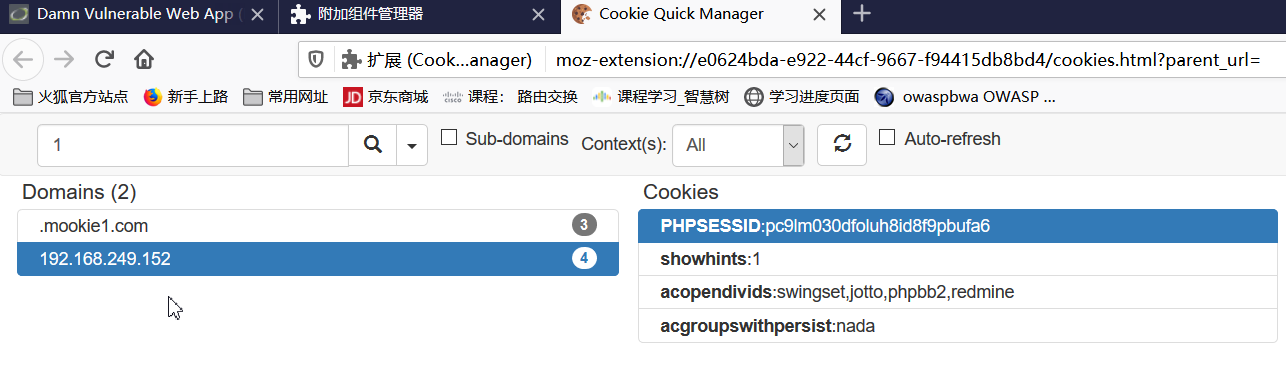 Damn Vulnerable Web App (
附加组件管理器
Cookie Quick Manager
扩展 (Cook...anager) moz-extension://e0624bda-e922-44cf-9667-f94415db8bd4/cookies.html?parent_url=
火狐官方站点 新手上路 常用网址 京东商城 课程： 路由交换 课程学习_智慧树 学习进度页面 owaspbwa OWASP ...
1 Sub-domains Context(s): All Auto-refresh
Domains (2)
.mookie1.com 3
192.168.249.152 4
Cookies
PHPSESSID:pc9lm030dfoluh8id8f9pbufa6
showhints:1
acopendivids:swingset,jotto,phpbb2,redmine
acgroupswithpersist:nada